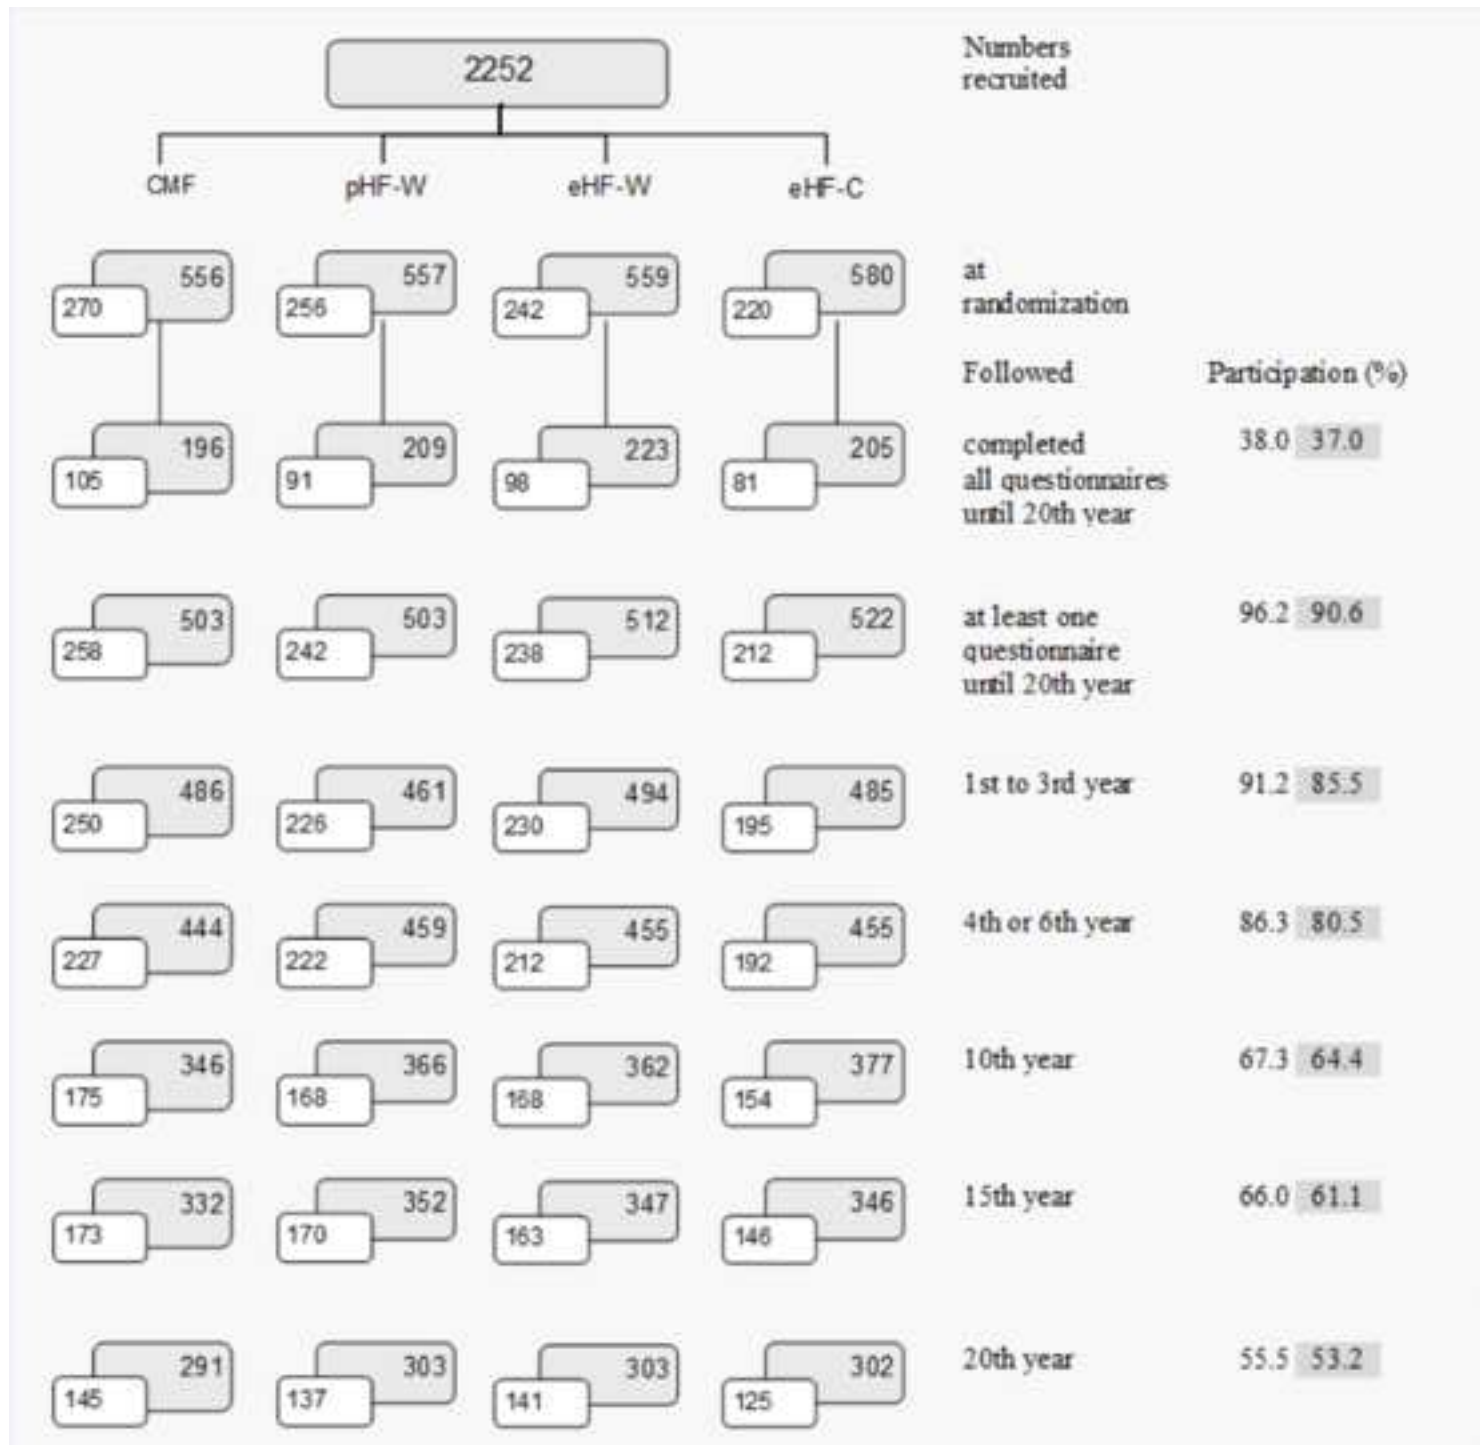 2252
Numbers
recruited
CMF pHF-W eHF-W eHF-C
556 557 559 580
270 256 242 220
at
randomization
Followed Participation (%)
196 209 223 205
105 91 98 81
completed
all questionnaires
until 20th year
38.0 37.0
503 503 512 522
258 242 238 212
at least one
questionnaire
until 20th year
96.2 90.6
486 461 494 485
250 226 230 195
1st to 3rd year 91.2 85.5
444 459 455 455
227 222 212 192
4th or 6th year 86.3 80.5
346 366 362 377
175 168 168 154
10th year 67.3 64.4
332 352 347 346
173 170 163 146
15th year 66.0 61.1
291 303 303 302
145 137 141 125
20th year 55.5 53.2